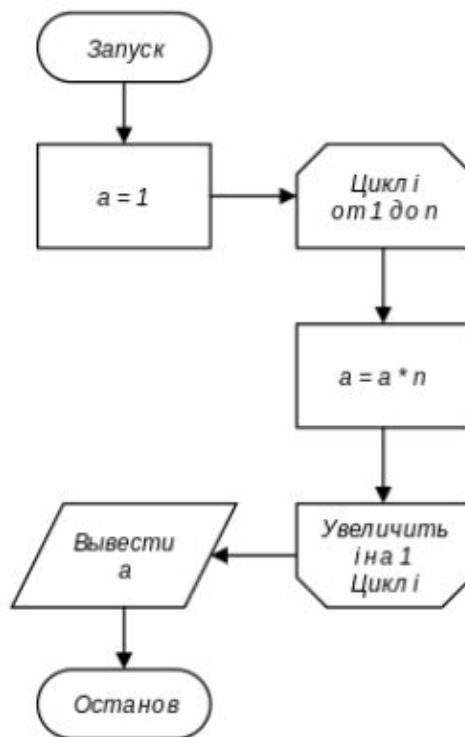 Запуск
a = 1
Цикл i
от 1 до n
a = a * n
Увеличить
i на 1
Цикл i
Вывести
a
Останов